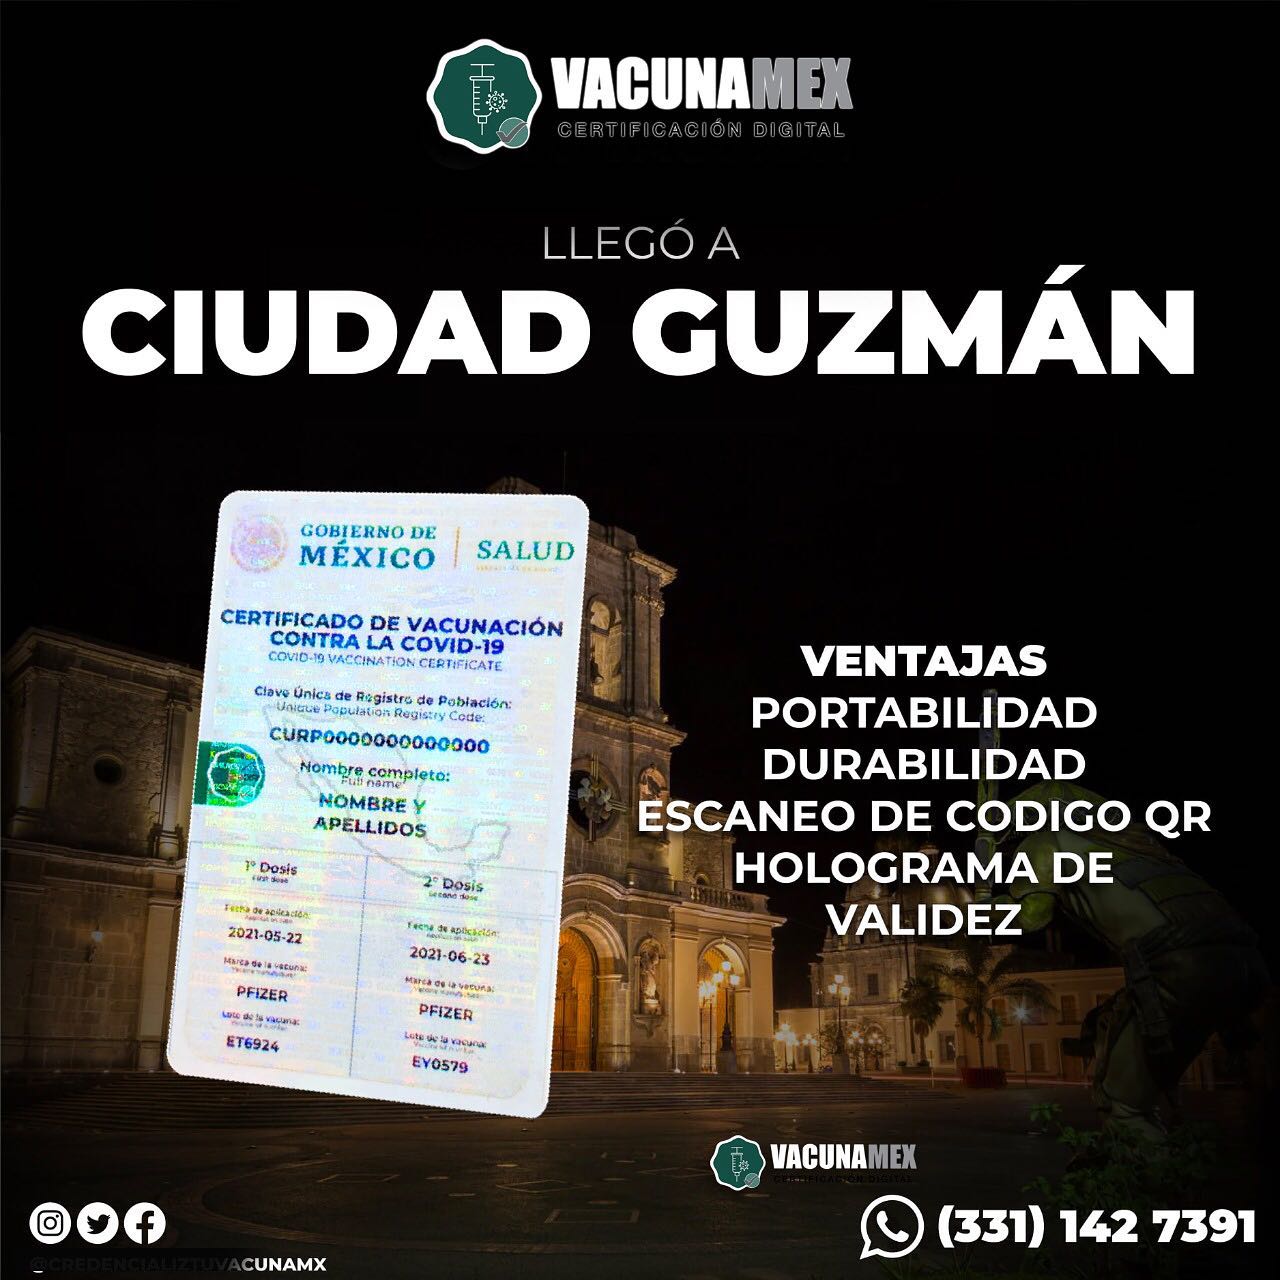 VACUNAMEX
CERTIFICACIÓN DIGITAL
LLEGÓ A
CIUDAD GUZMÁN
GOBIERNO DE
MÉXICO
SALUD
CERTIFICADO DE VACUNACIÓN
CONTRA LA COVID-19
COVID-19 VACCINATION CERTIFICATE
Clave Única de Registro de Población:
Unique Population Registry Code:
CURP0000000000000
Nombre completo:
Full name
NOMBRE Y
APELLIDOS
1° Dosis
First dose
2° Dosis
Second dose
Fecha de aplicación:
2021-05-22
Marca de la vacuna:
PFIZER
Lote de la vacuna:
ET6924
Fecha de aplicación:
2021-06-23
Marca de la vacuna:
PFIZER
Lote de la vacuna:
EY0579
VENTAJAS
PORTABILIDAD
DURABILIDAD
ESCANEO DE CODIGO QR
HOLOGRAMA DE
VALIDEZ
VACUNAMEX
CERTIFICACIÓN DIGITAL
(331) 142 7391
@CREDENCIALIZTUVACUNAMX